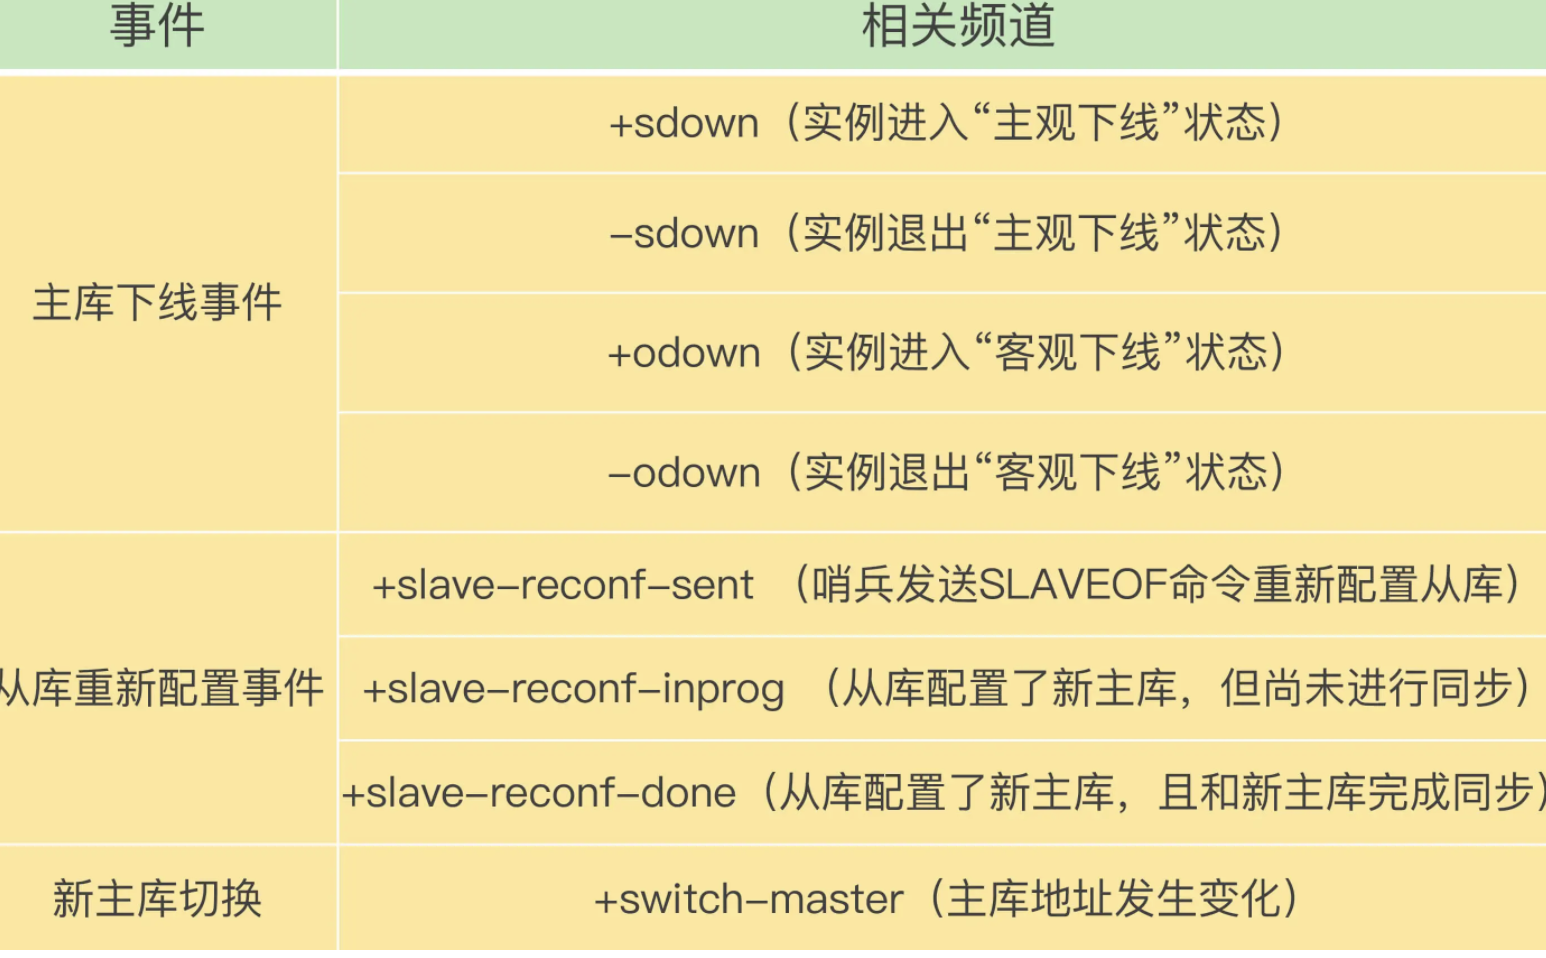 事件
相关频道
主库下线事件
+sdown（实例进入“主观下线”状态）
–sdown（实例退出“主观下线”状态）
+odown（实例进入“客观下线”状态）
–odown（实例退出“客观下线”状态）
从库重新配置事件
+slave–reconf–sent （哨兵发送SLAVEOF命令重新配置从库）
+slave–reconf–inprog （从库配置了新主库，但尚未进行同步）
+slave–reconf–done（从库配置了新主库，且和新主库完成同步）
新主库切换
+switch–master（主库地址发生变化）